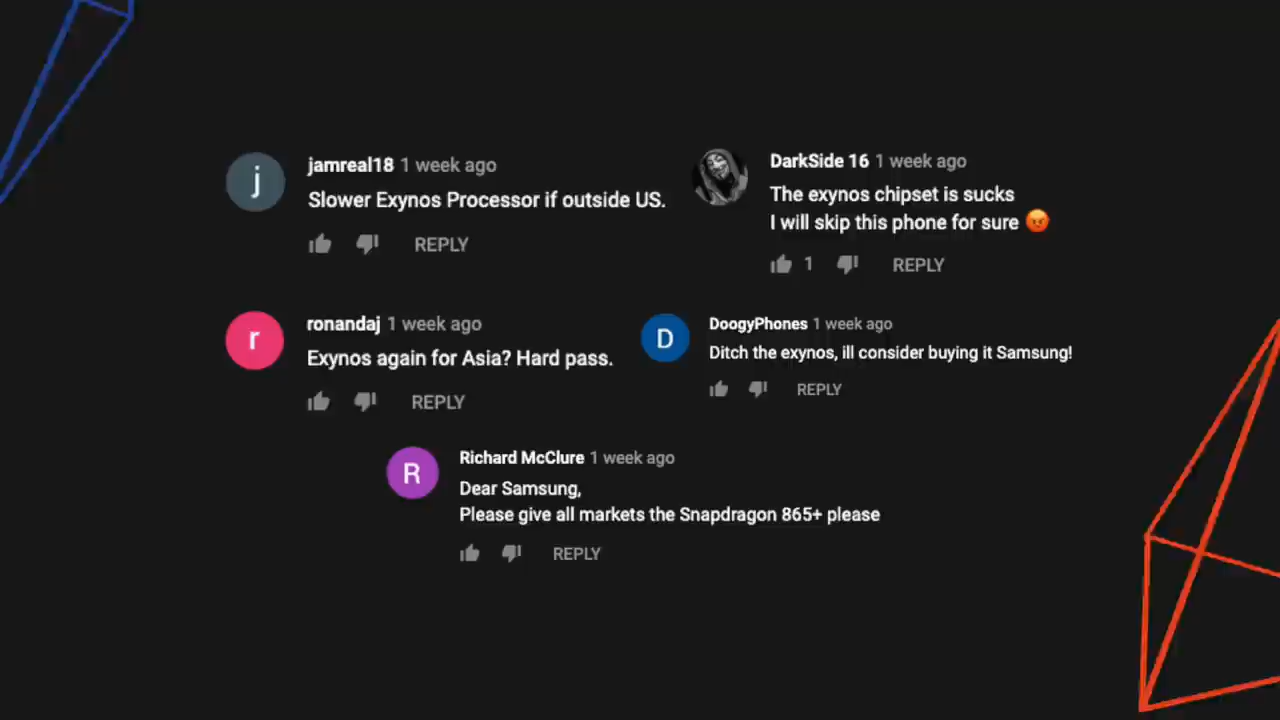 j
jamreal18 1 week ago
Slower Exynos Processor if outside US.
REPLY
DarkSide 16 1 week ago
The exynos chipset is sucks
I will skip this phone for sure 😡
1 REPLY
r
ronandaj 1 week ago
Exynos again for Asia? Hard pass.
REPLY
D
DoogyPhones 1 week ago
Ditch the exynos, ill consider buying it Samsung!
REPLY
R
Richard McClure 1 week ago
Dear Samsung,
Please give all markets the Snapdragon 865+ please
REPLY